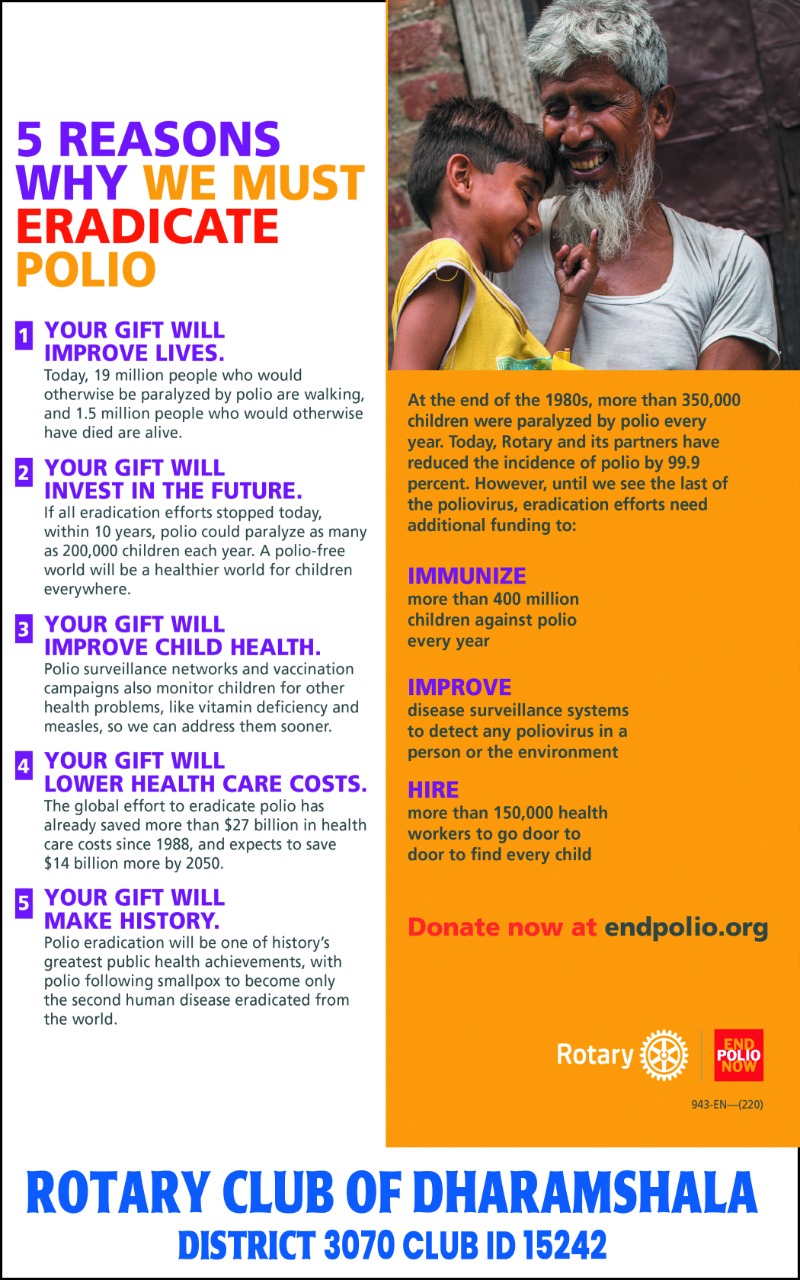 5 REASONS
WHY WE MUST
ERADICATE
POLIO
1 YOUR GIFT WILL
IMPROVE LIVES.
Today, 19 million people who would
otherwise be paralyzed by polio are walking,
and 1.5 million people who would otherwise
have died are alive.
2 YOUR GIFT WILL
INVEST IN THE FUTURE.
If all eradication efforts stopped today,
within 10 years, polio could paralyze as many
as 200,000 children each year. A polio-free
world will be a healthier world for children
everywhere.
3 YOUR GIFT WILL
IMPROVE CHILD HEALTH.
Polio surveillance networks and vaccination
campaigns also monitor children for other
health problems, like vitamin deficiency and
measles, so we can address them sooner.
4 YOUR GIFT WILL
LOWER HEALTH CARE COSTS.
The global effort to eradicate polio has
already saved more than $27 billion in health
care costs since 1988, and expects to save
$14 billion more by 2050.
5 YOUR GIFT WILL
MAKE HISTORY.
Polio eradication will be one of history’s
greatest public health achievements, with
polio following smallpox to become only
the second human disease eradicated from
the world.
At the end of the 1980s, more than 350,000
children were paralyzed by polio every
year. Today, Rotary and its partners have
reduced the incidence of polio by 99.9
percent. However, until we see the last of
the poliovirus, eradication efforts need
additional funding to:
IMMUNIZE
more than 400 million
children against polio
every year
IMPROVE
disease surveillance systems
to detect any poliovirus in a
person or the environment
HIRE
more than 150,000 health
workers to go door to
door to find every child
Donate now at endpolio.org
Rotary
END
POLIO
NOW
943-EN—(220)
ROTARY CLUB OF DHARAMSHALA
DISTRICT 3070 CLUB ID 15242